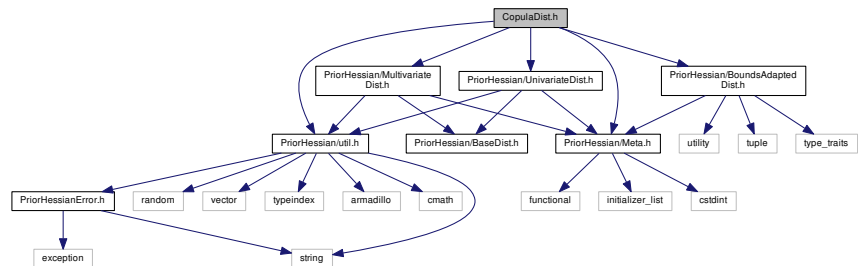 CopulaDist.h
PriorHessian/Multivariate
Dist.h
PriorHessian/UnivariateDist.h
PriorHessian/BoundsAdapted
Dist.h
PriorHessian/util.h
PriorHessian/BaseDist.h
PriorHessian/Meta.h
utility
tuple
type_traits
PriorHessianError.h
random
vector
typeindex
armadillo
cmath
functional
initializer_list
cstdint
exception
string